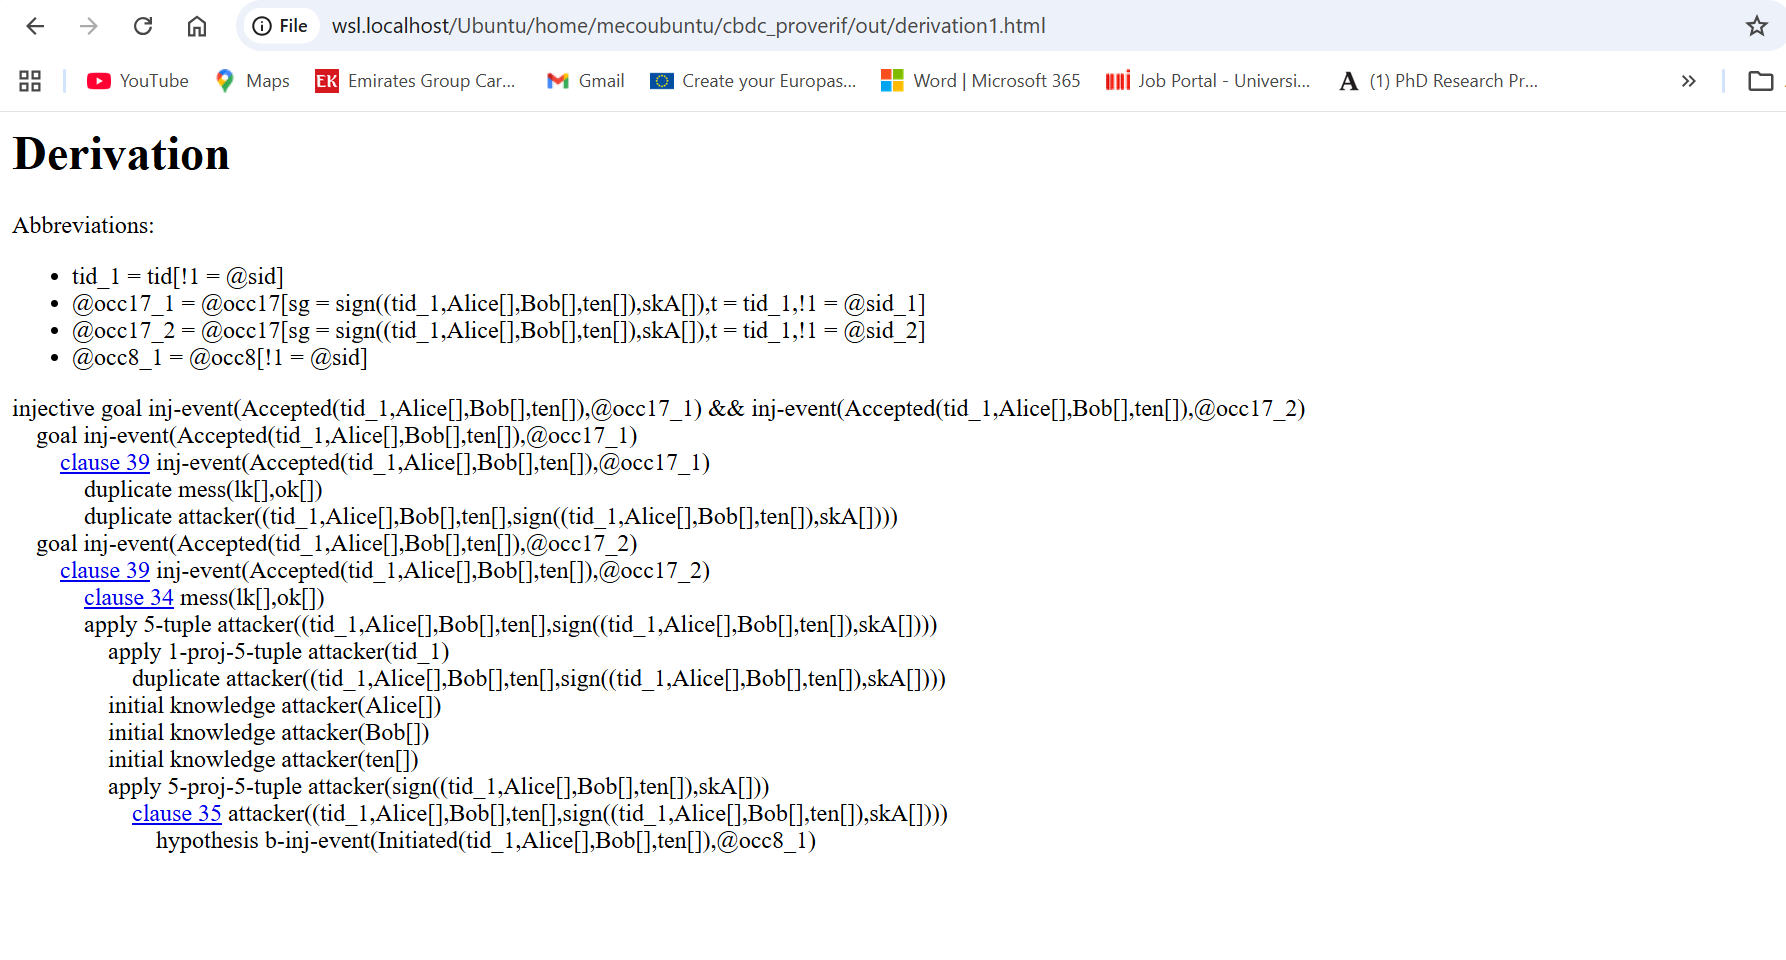 File wsl.localhost/Ubuntu/home/mecoubuntu/cbdc_proverif/out/derivation1.html
YouTube Maps EK Emirates Group Car... Gmail Create your Europas... Word | Microsoft 365 Job Portal - Universi... A (1) PhD Research Pr... »
Derivation
Abbreviations:
• tid_1 = tid[!1 = @sid]
• @occ17_1 = @occ17[sg = sign((tid_1,Alice[],Bob[],ten[]),skA[]),t = tid_1,!1 = @sid_1]
• @occ17_2 = @occ17[sg = sign((tid_1,Alice[],Bob[],ten[]),skA[]),t = tid_1,!1 = @sid_2]
• @occ8_1 = @occ8[!1 = @sid]
injective goal inj-event(Accepted(tid_1,Alice[],Bob[],ten[]),@occ17_1) && inj-event(Accepted(tid_1,Alice[],Bob[],ten[]),@occ17_2)
goal inj-event(Accepted(tid_1,Alice[],Bob[],ten[]),@occ17_1)
clause 39 inj-event(Accepted(tid_1,Alice[],Bob[],ten[]),@occ17_1)
duplicate mess(lk[],ok[])
duplicate attacker((tid_1,Alice[],Bob[],ten[],sign((tid_1,Alice[],Bob[],ten[]),skA[])))
goal inj-event(Accepted(tid_1,Alice[],Bob[],ten[]),@occ17_2)
clause 39 inj-event(Accepted(tid_1,Alice[],Bob[],ten[]),@occ17_2)
clause 34 mess(lk[],ok[])
apply 5-tuple attacker((tid_1,Alice[],Bob[],ten[],sign((tid_1,Alice[],Bob[],ten[]),skA[])))
apply 1-proj-5-tuple attacker(tid_1)
duplicate attacker((tid_1,Alice[],Bob[],ten[],sign((tid_1,Alice[],Bob[],ten[]),skA[])))
initial knowledge attacker(Alice[])
initial knowledge attacker(Bob[])
initial knowledge attacker(ten[])
apply 5-proj-5-tuple attacker(sign((tid_1,Alice[],Bob[],ten[]),skA[]))
clause 35 attacker((tid_1,Alice[],Bob[],ten[],sign((tid_1,Alice[],Bob[],ten[]),skA[])))
hypothesis b-inj-event(Initiated(tid_1,Alice[],Bob[],ten[]),@occ8_1)